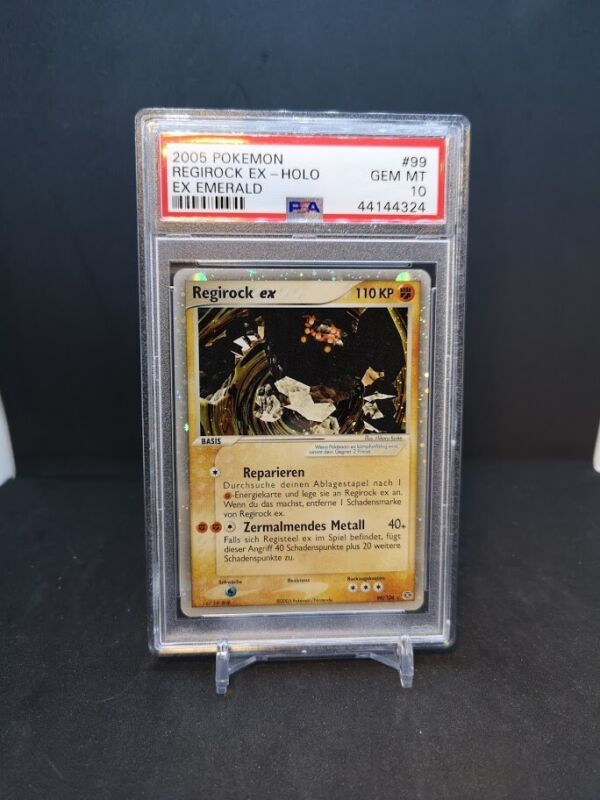 2005 POKEMON #99
REGIROCK EX - HOLO GEM MT
EX EMERALD 10
PSA 44144324
Regirock ex 110 KP
BASIS
Reparieren
Durchsuche deinen Ablagestapel nach 1
-Energiekarte und lege sie an Regirock ex an.
Wenn du das machst, entferne 1 Schadensmarke
von Regirock ex.
Zermalmendes Metall 40+
Falls sich Registeel ex im Spiel befindet, fügt
dieser Angriff 40 Schadenspunkte plus 20 weitere
Schadenspunkte zu.
Schwäche Resistenz Rückzugskosten